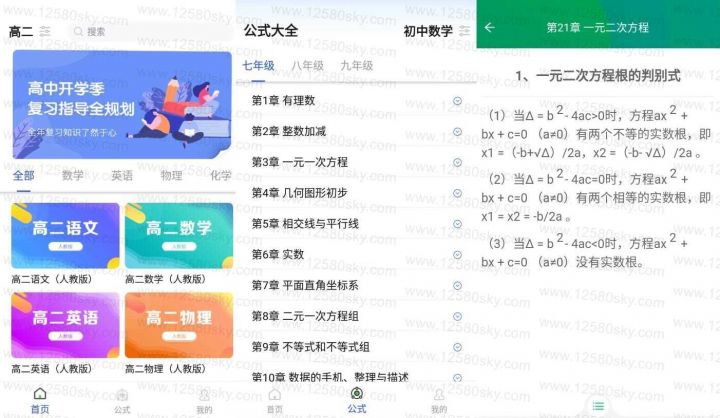 高二
搜索
高中开学季
复习指导全规划
全年复习知识了然于心
全部
数学
英语
物理
化学
高二语文
人教版
高二数学
人教版
高二语文（人教版）
高二数学（人教版）
高二英语
人教版
高二物理
人教版
高二英语（人教版）
高二物理（人教版）
首页
公式
我的
公式大全
初中数学
七年级
八年级
九年级
第1章 有理数
第2章 整数加减
第3章 一元一次方程
第4章 几何图形初步
第5章 相交线与平行线
第6章 实数
第7章 平面直角坐标系
第8章 二元一次方程组
第9章 不等式和不等式组
第10章 数据的手机、整理与描述
首页
公式
我的
第21章 一元二次方程
1、一元二次方程根的判别式
（1）当Δ = b 2- 4ac>0时，方程ax 2 +
bx + c=0 （a≠0）有两个不等的实数根，即
x1 =（-b+√Δ）/2a，x2 =（-b- √Δ）/2a 。
（2）当Δ = b 2- 4ac=0时，方程ax 2 +
bx + c=0 （a≠0）有两个相等的实数根，即
x1 = x2 = -b/2a 。
（3）当Δ = b 2- 4ac<0时，方程ax 2 +
bx + c=0 （a≠0）没有实数根。
www.12580sky.com